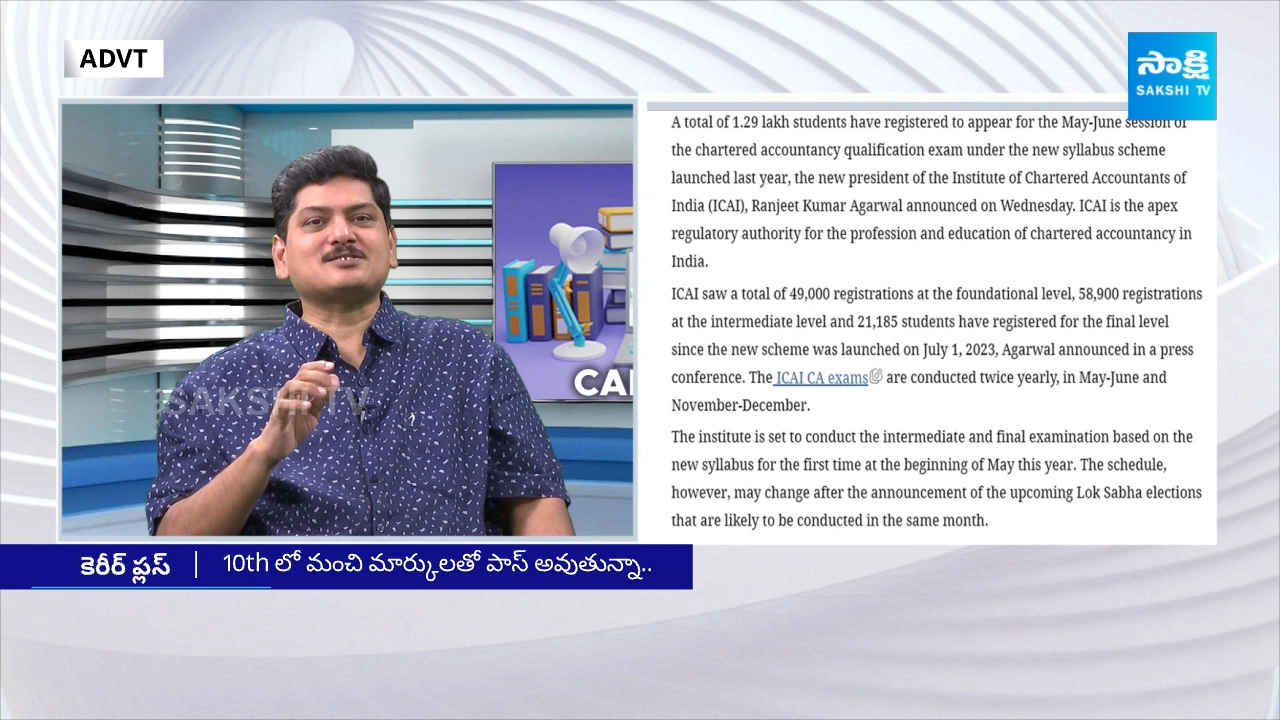 ADVT
సాక్షి
SAKSHI TV
A total of 1.29 lakh students have registered to appear for the May-June session of
the chartered accountancy qualification exam under the new syllabus scheme
launched last year, the new president of the Institute of Chartered Accountants of
India (ICAI), Ranjeet Kumar Agarwal announced on Wednesday. ICAI is the apex
regulatory authority for the profession and education of chartered accountancy in
India.
ICAI saw a total of 49,000 registrations at the foundational level, 58,900 registrations
at the intermediate level and 21,185 students have registered for the final level
since the new scheme was launched on July 1, 2023, Agarwal announced in a press
conference. The ICAI CA exams are conducted twice yearly, in May-June and
November-December.
The institute is set to conduct the intermediate and final examination based on the
new syllabus for the first time at the beginning of May this year. The schedule,
however, may change after the announcement of the upcoming Lok Sabha elections
that are likely to be conducted in the same month.
CA
SAKSHI TV
కెరీర్ ప్లస్ | 10th లో మంచి మార్కులతో పాస్ అవుతున్నా..